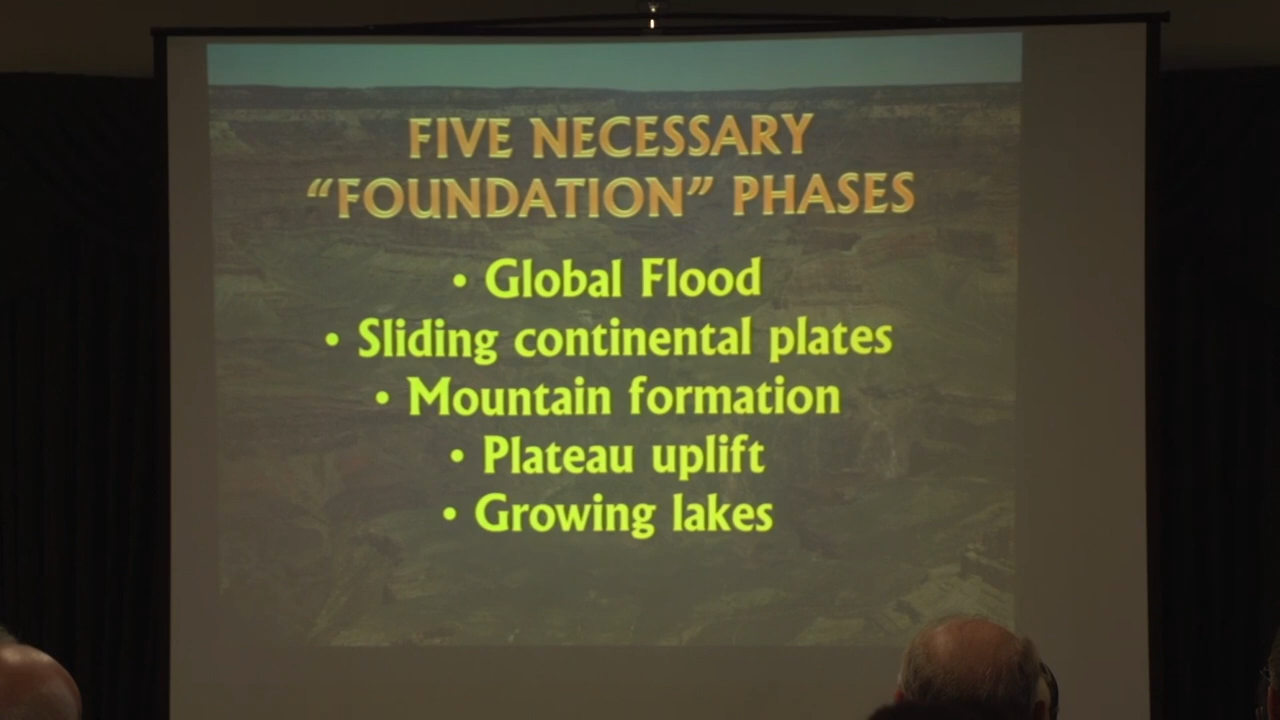 FIVE NECESSARY
“FOUNDATION” PHASES
• Global Flood
• Sliding continental plates
• Mountain formation
• Plateau uplift
• Growing lakes